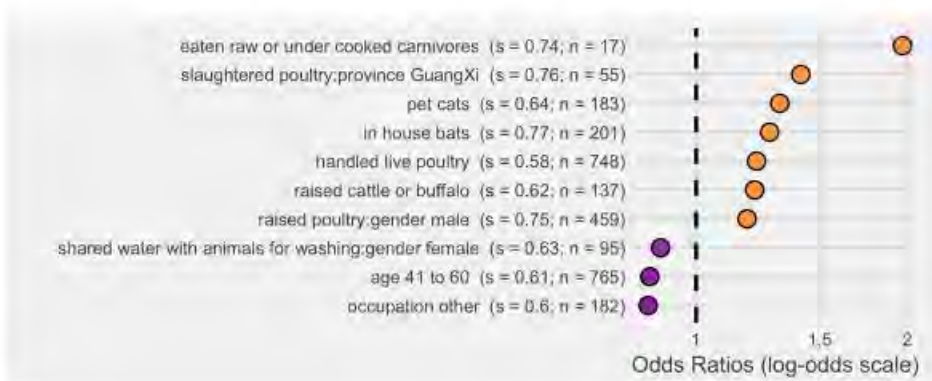 eaten raw or under cooked carnivores (s = 0.74; n = 17)
slaughtered poultry:province GuangXi (s = 0.76; n = 55)
pet cats (s = 0.64; n = 183)
in house bats (s = 0.77; n = 201)
handled live poultry (s = 0.58; n = 748)
raised cattle or buffalo (s = 0.62; n = 137)
raised poultry:gender male (s = 0.75; n = 459)
shared water with animals for washing:gender female (s = 0.63; n = 95)
age 41 to 60 (s = 0.61; n = 765)
occupation other (s = 0.6; n = 182)
1 1.5 2
Odds Ratios (log-odds scale)